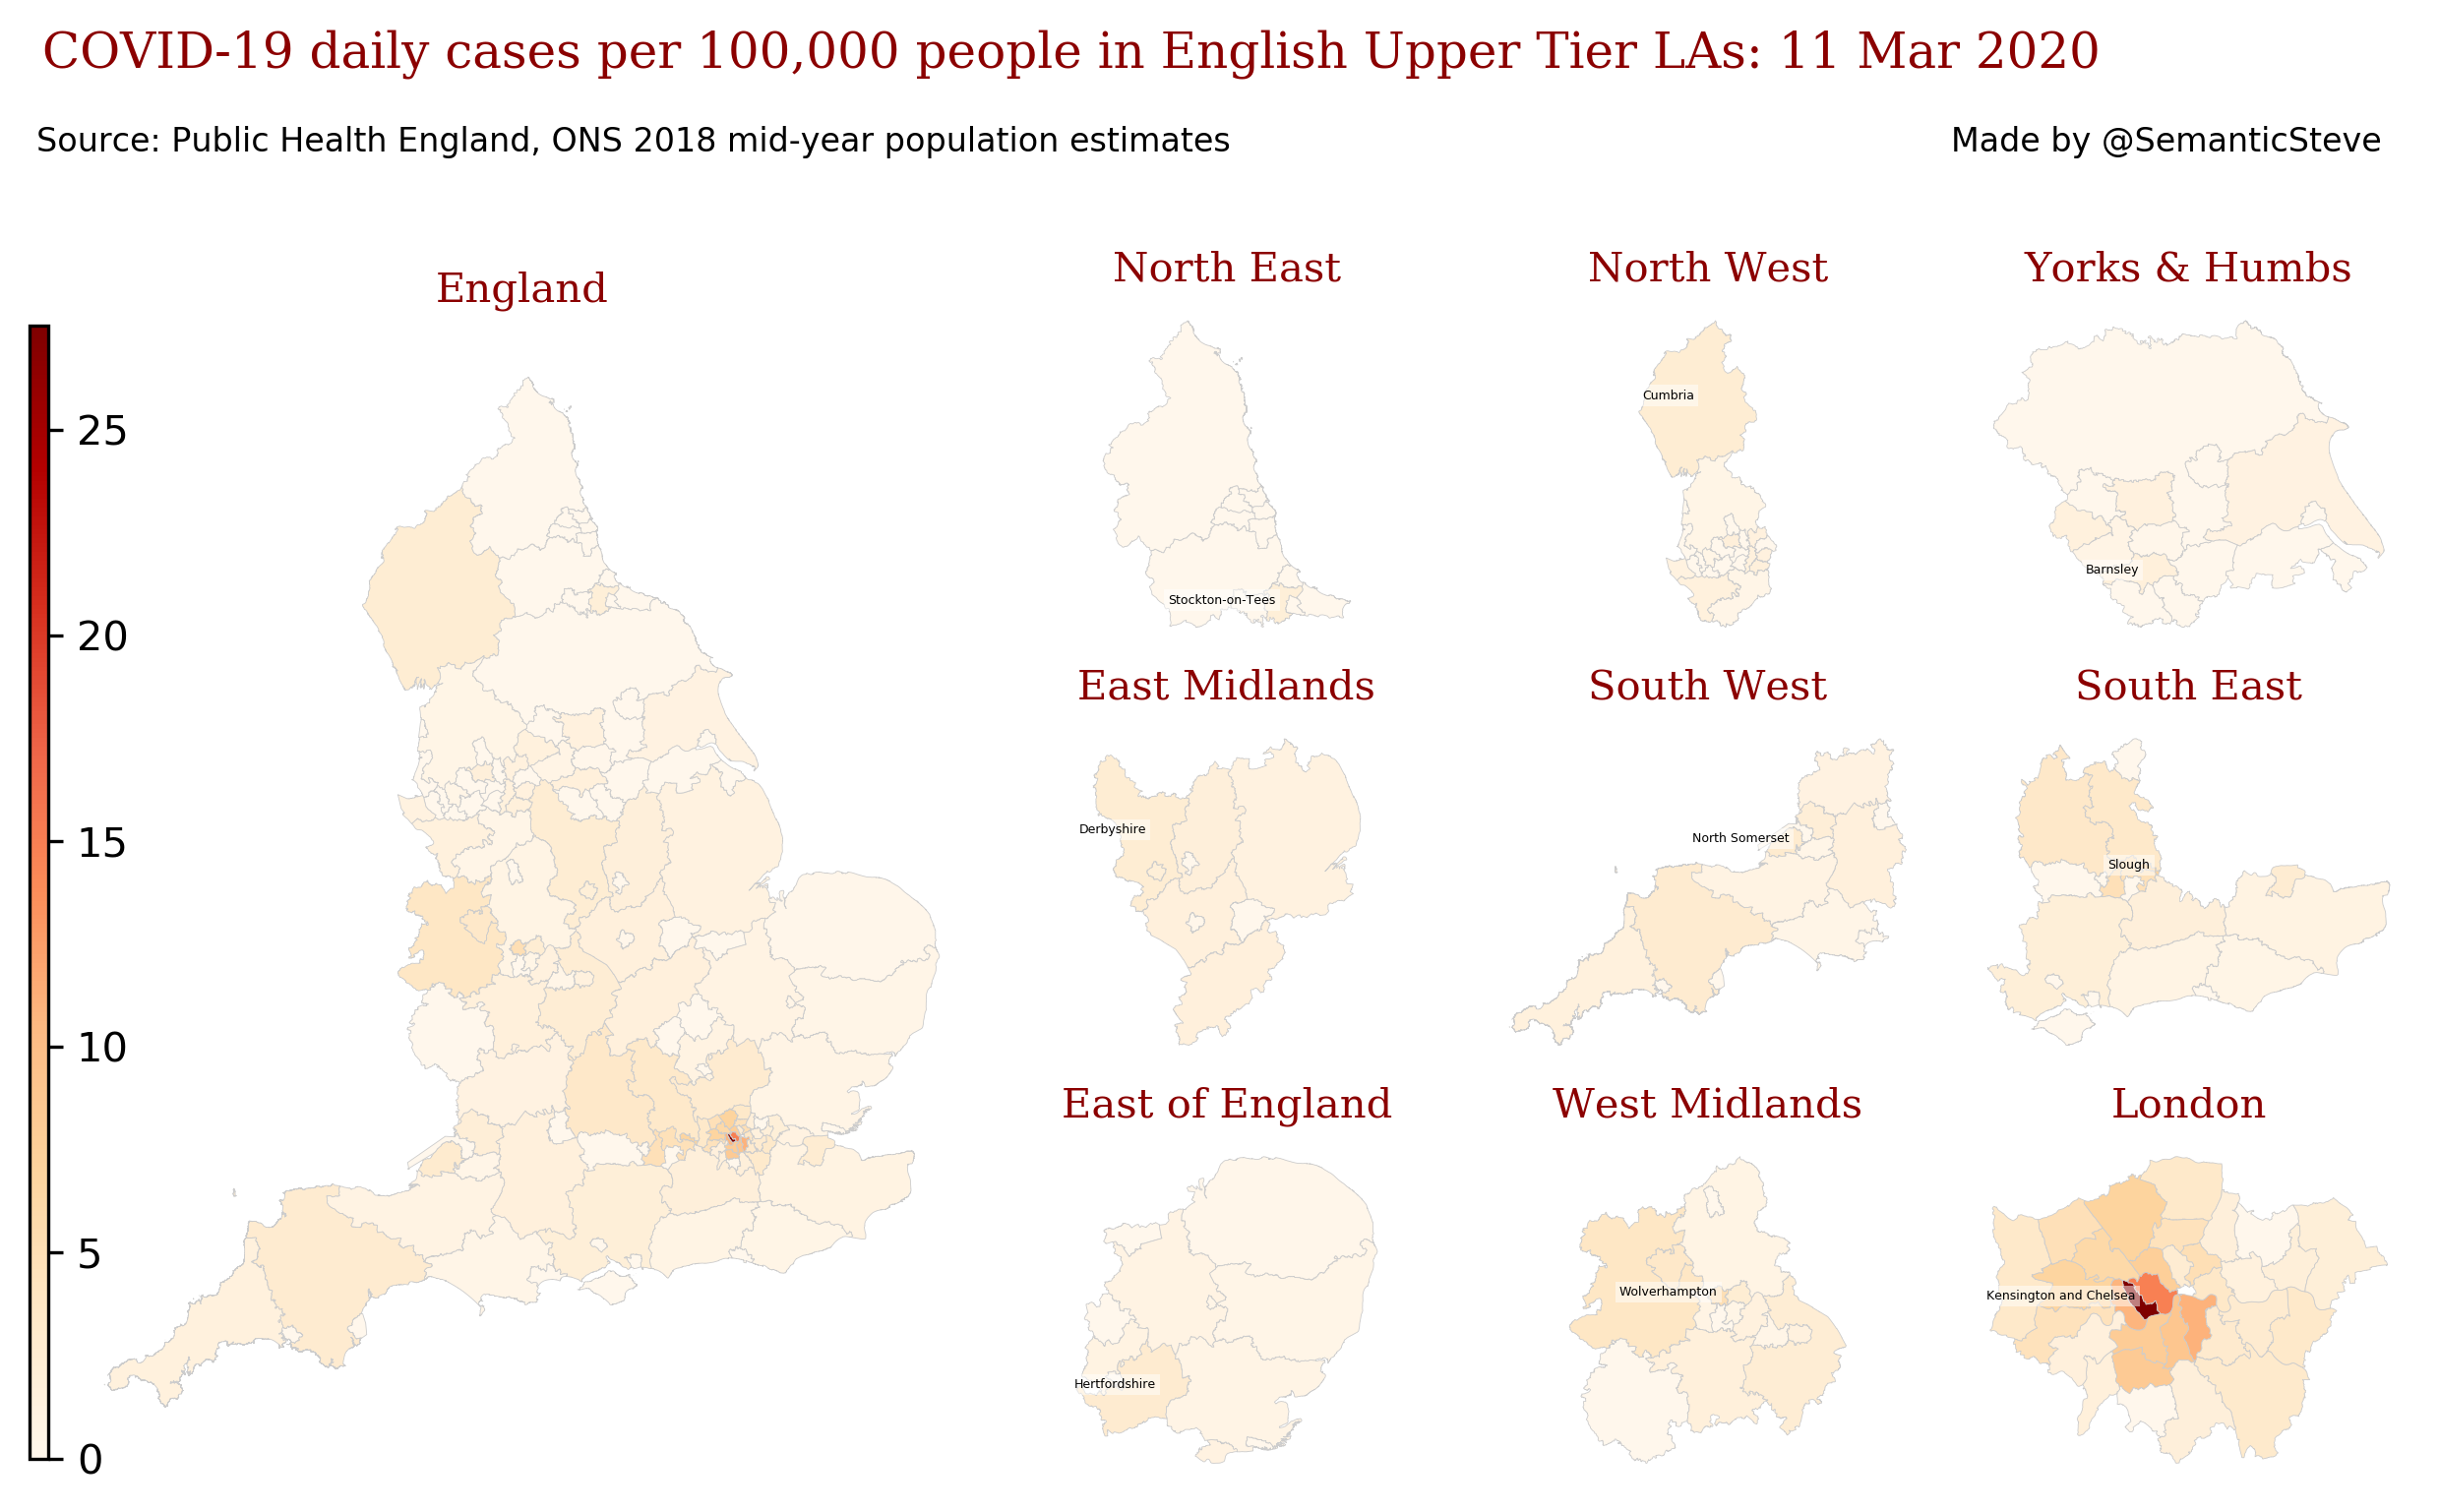 COVID-19 daily cases per 100,000 people in English Upper Tier LAs: 11 Mar 2020
Source: Public Health England, ONS 2018 mid-year population estimates
Made by @SemanticSteve
England
25
20
15
10
5
0
North East
Stockton-on-Tees
North West
Cumbria
Yorks & Humbs
Barnsley
East Midlands
Derbyshire
South West
North Somerset
South East
Slough
East of England
Hertfordshire
West Midlands
Wolverhampton
London
Kensington and Chelsea